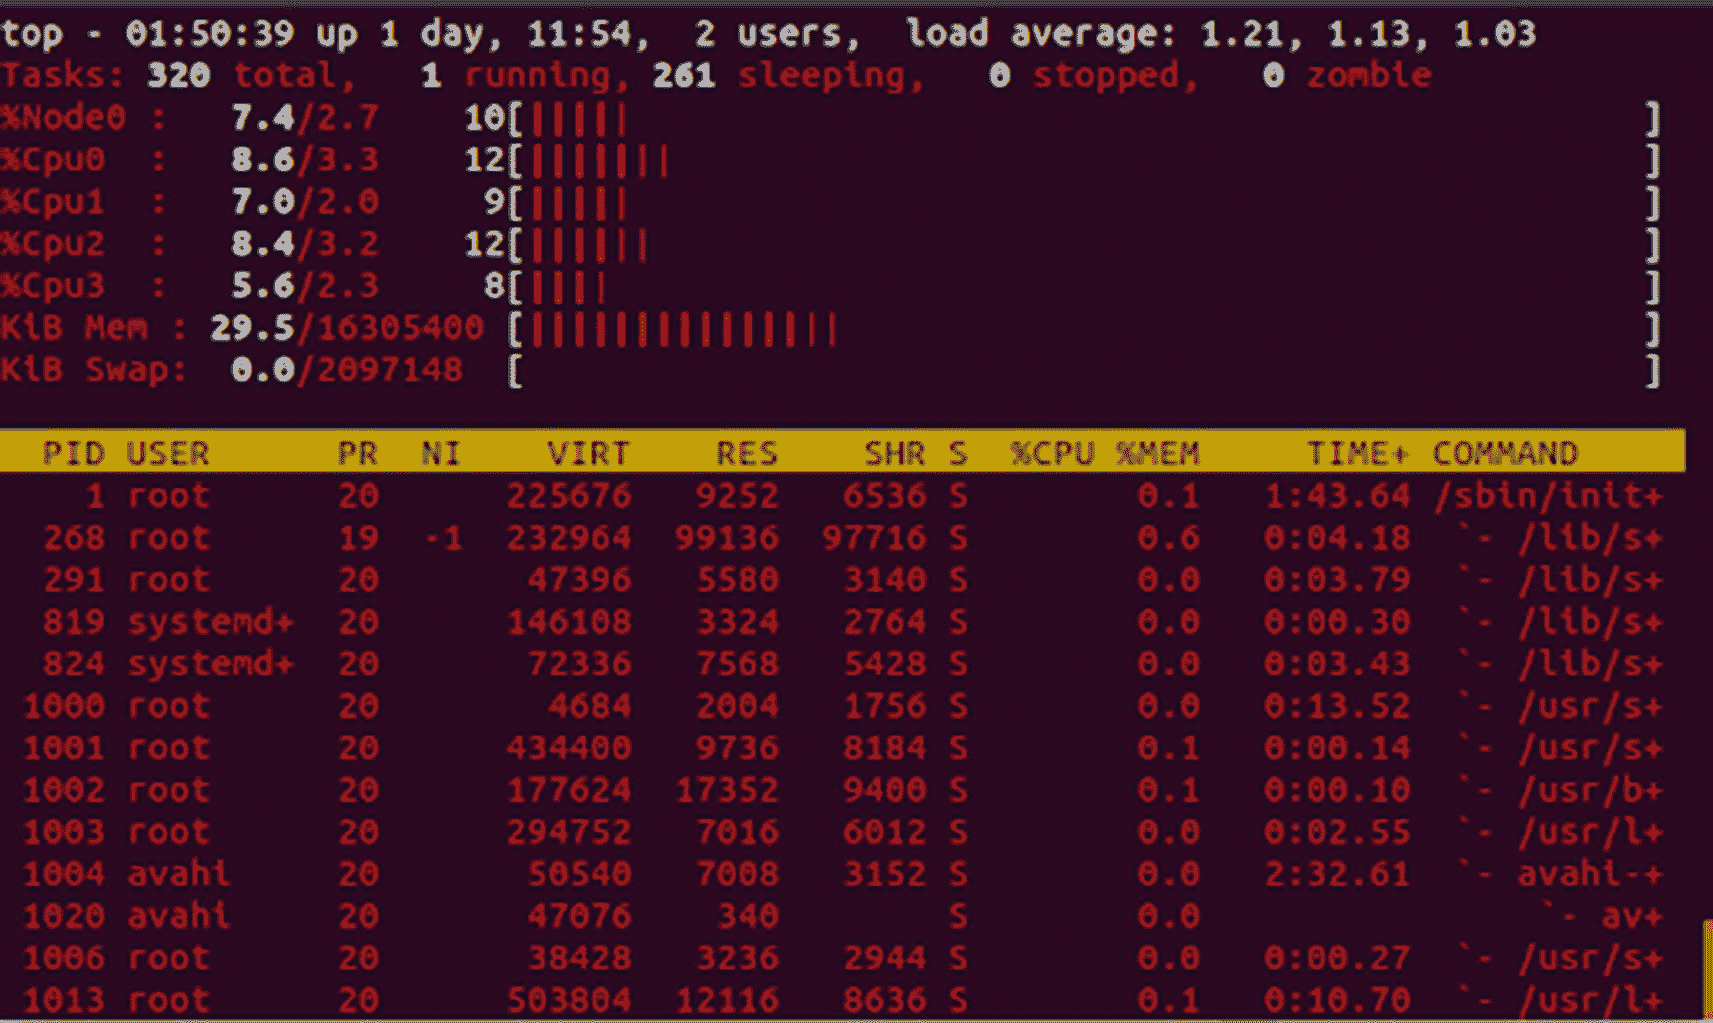 top - 01:50:39 up 1 day, 11:54,  2 users,  load average: 1.21, 1.13, 1.03
Tasks: 320 total,   1 running, 261 sleeping,   0 stopped,   0 zombie
%Node0 :   7.4/2.7    10[|||||                                                ]
%Cpu0  :   8.6/3.3    12[|||||||                                              ]
%Cpu1  :   7.0/2.0     9[|||||                                                ]
%Cpu2  :   8.4/3.2    12[||||||                                               ]
%Cpu3  :   5.6/2.3     8[||||                                                 ]
KiB Mem : 29.5/16305400 [|||||||||||||||                                      ]
KiB Swap:  0.0/2097148  [                                                     ]
  PID USER      PR  NI     VIRT    RES    SHR S  %CPU %MEM     TIME+ COMMAND
    1 root      20       225676   9252   6536 S        0.1   1:43.64 /sbin/init+
  268 root      19  -1   232964  99136  97716 S        0.6   0:04.18  `- /lib/s+
  291 root      20        47396   5580   3140 S        0.0   0:03.79  `- /lib/s+
  819 systemd+  20       146108   3324   2764 S        0.0   0:00.30  `- /lib/s+
  824 systemd+  20        72336   7568   5428 S        0.0   0:03.43  `- /lib/s+
 1000 root      20         4684   2004   1756 S        0.0   0:13.52  `- /usr/s+
 1001 root      20       434400   9736   8184 S        0.1   0:00.14  `- /usr/s+
 1002 root      20       177624  17352   9400 S        0.1   0:00.10  `- /usr/b+
 1003 root      20       294752   7016   6012 S        0.0   0:02.55  `- /usr/l+
 1004 avahi     20        50540   7008   3152 S        0.0   2:32.61  `- avahi-+
 1020 avahi     20        47076    340        S        0.0               `- av+
 1006 root      20        38428   3236   2944 S        0.0   0:00.27  `- /usr/s+
 1013 root      20       503804  12116   8636 S        0.1   0:10.70  `- /usr/l+